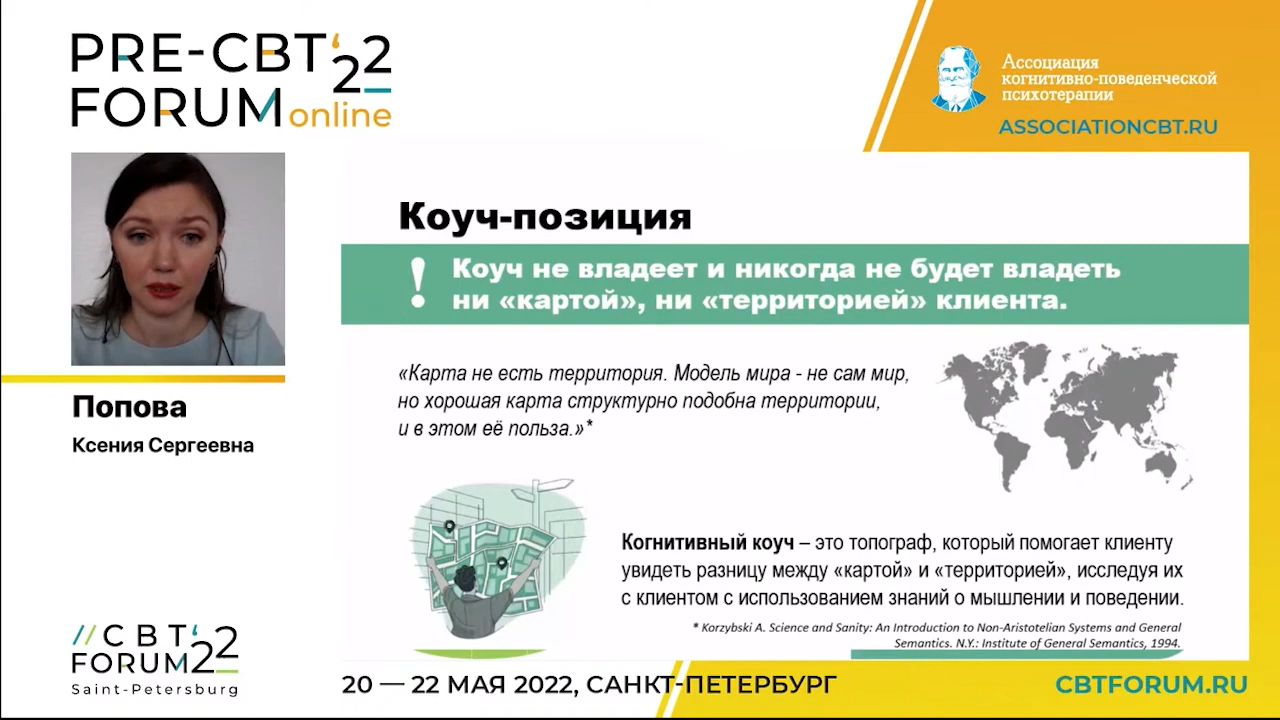 PRE-CBT'22
FORUM online
Ассоциация
когнитивно-поведенческой
психотерапии
ASSOCIATIONCBT.RU
Коуч-позиция
! Коуч не владеет и никогда не будет владеть
ни «картой», ни «территорией» клиента.
«Карта не есть территория. Модель мира - не сам мир,
но хорошая карта структурно подобна территории,
и в этом её польза.»*
Попова
Ксения Сергеевна
Когнитивный коуч – это топограф, который помогает клиенту
увидеть разницу между «картой» и «территорией», исследуя их
с клиентом с использованием знаний о мышлении и поведении.
* Korzybski A. Science and Sanity: An Introduction to Non-Aristotelian Systems and General
Semantics. N.Y.: Institute of General Semantics, 1994.
//CBT'22
FORUM
Saint-Petersburg
20 — 22 МАЯ 2022, САНКТ-ПЕТЕРБУРГ
CBTFORUM.RU